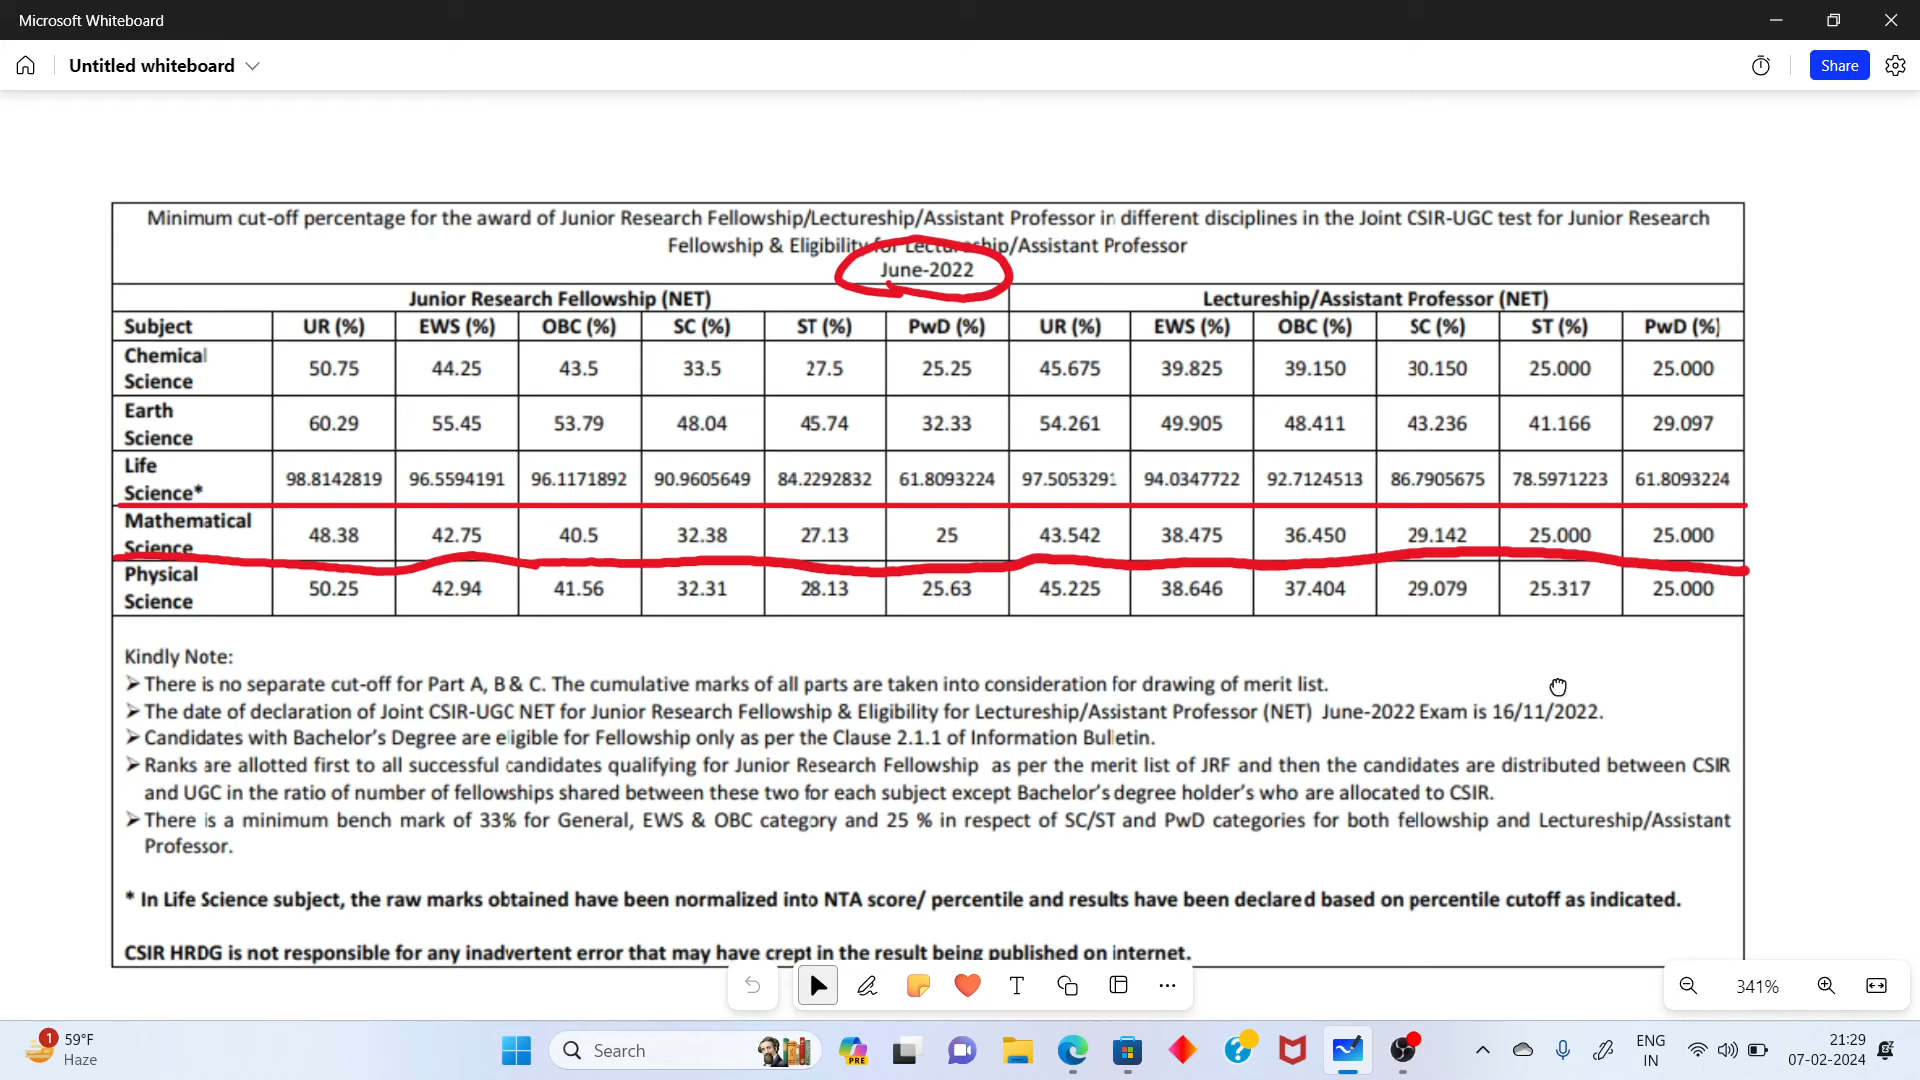 Microsoft Whiteboard
Untitled whiteboard
Share
Minimum cut-off percentage for the award of Junior Research Fellowship/Lectureship/Assistant Professor in different disciplines in the Joint CSIR-UGC test for Junior Research
Fellowship & Eligibility for Lectureship/Assistant Professor
June-2022
Junior Research Fellowship (NET) Lectureship/Assistant Professor (NET)
Subject UR (%) EWS (%) OBC (%) SC (%) ST (%) PwD (%) UR (%) EWS (%) OBC (%) SC (%) ST (%) PwD (%)
Chemical
Science 50.75 44.25 43.5 33.5 27.5 25.25 45.675 39.825 39.150 30.150 25.000 25.000
Earth
Science 60.29 55.45 53.79 48.04 45.74 32.33 54.261 49.905 48.411 43.236 41.166 29.097
Life
Science* 98.8142819 96.5594191 96.1171892 90.9605649 84.2292832 61.8093224 97.5053291 94.0347722 92.7124513 86.7905675 78.5971223 61.8093224
Mathematical
Science 48.38 42.75 40.5 32.38 27.13 25 43.542 38.475 36.450 29.142 25.000 25.000
Physical
Science 50.25 42.94 41.56 32.31 28.13 25.63 45.225 38.646 37.404 29.079 25.317 25.000
Kindly Note:
➢ There is no separate cut-off for Part A, B & C. The cumulative marks of all parts are taken into consideration for drawing of merit list.
➢ The date of declaration of Joint CSIR-UGC NET for Junior Research Fellowship & Eligibility for Lectureship/Assistant Professor (NET) June-2022 Exam is 16/11/2022.
➢ Candidates with Bachelor's Degree are eligible for Fellowship only as per the Clause 2.1.1 of Information Bulletin.
➢ Ranks are allotted first to all successful candidates qualifying for Junior Research Fellowship as per the merit list of JRF and then the candidates are distributed between CSIR
and UGC in the ratio of number of fellowships shared between these two for each subject except Bachelor's degree holder's who are allocated to CSIR.
➢ There is a minimum bench mark of 33% for General, EWS & OBC category and 25 % in respect of SC/ST and PwD categories for both fellowship and Lectureship/Assistant
Professor.
* In Life Science subject, the raw marks obtained have been normalized into NTA score/ percentile and results have been declared based on percentile cutoff as indicated.
CSIR HRDG is not responsible for any inadvertent error that may have crept in the result being published on internet.
341%
1
59°F
Haze
Search
PRE
ENG
IN
21:29
07-02-2024